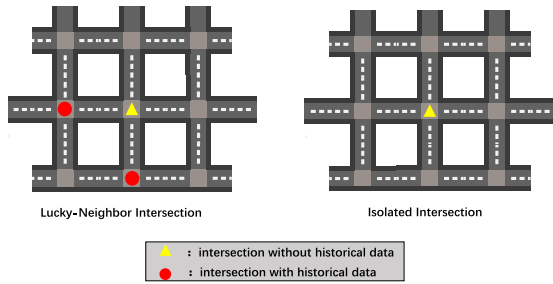 Lucky-Neighbor Intersection
Isolated Intersection
: intersection without historical data
: intersection with historical data